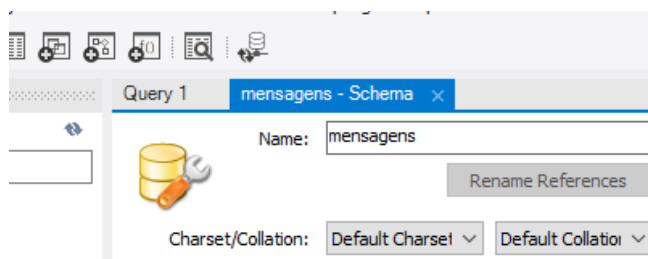 Query 1
mensagens - Schema
Name:
mensagens
Rename References
Charset/Collation:
Default Charset
Default Collation